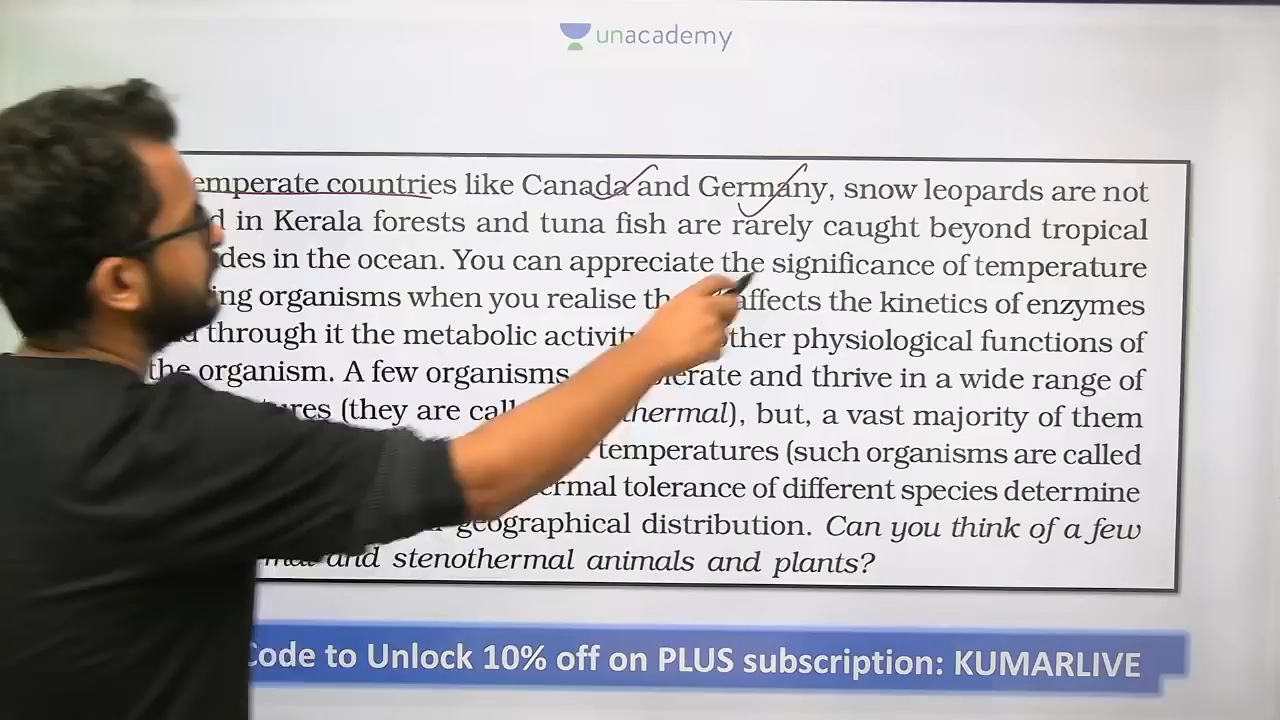 unacademy
emperate countries like Canada and Germany, snow leopards are not
d in Kerala forests and tuna fish are rarely caught beyond tropical
des in the ocean. You can appreciate the significance of temperature
ing organisms when you realise th affects the kinetics of enzymes
through it the metabolic activit ther physiological functions of
the organism. A few organisms erate and thrive in a wide range of
res (they are cal thermal), but, a vast majority of them
temperatures (such organisms are called
ermal tolerance of different species determine
geographical distribution. Can you think of a few
and stenothermal animals and plants?
Code to Unlock 10% off on PLUS subscription: KUMARLIVE